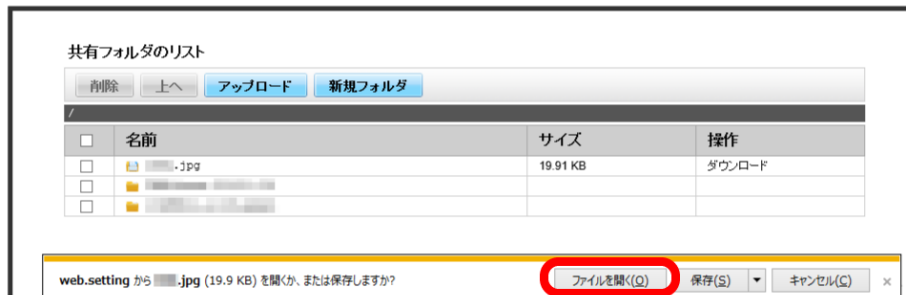 共有フォルダのリスト
削除 上へ アップロード 新規フォルダ
/
名前 サイズ 操作
.jpg 19.91 KB ダウンロード
web.setting から .jpg (19.9 KB) を開くか、または保存しますか? ファイルを開く(O) 保存(S) ▼ キャンセル(C) ×